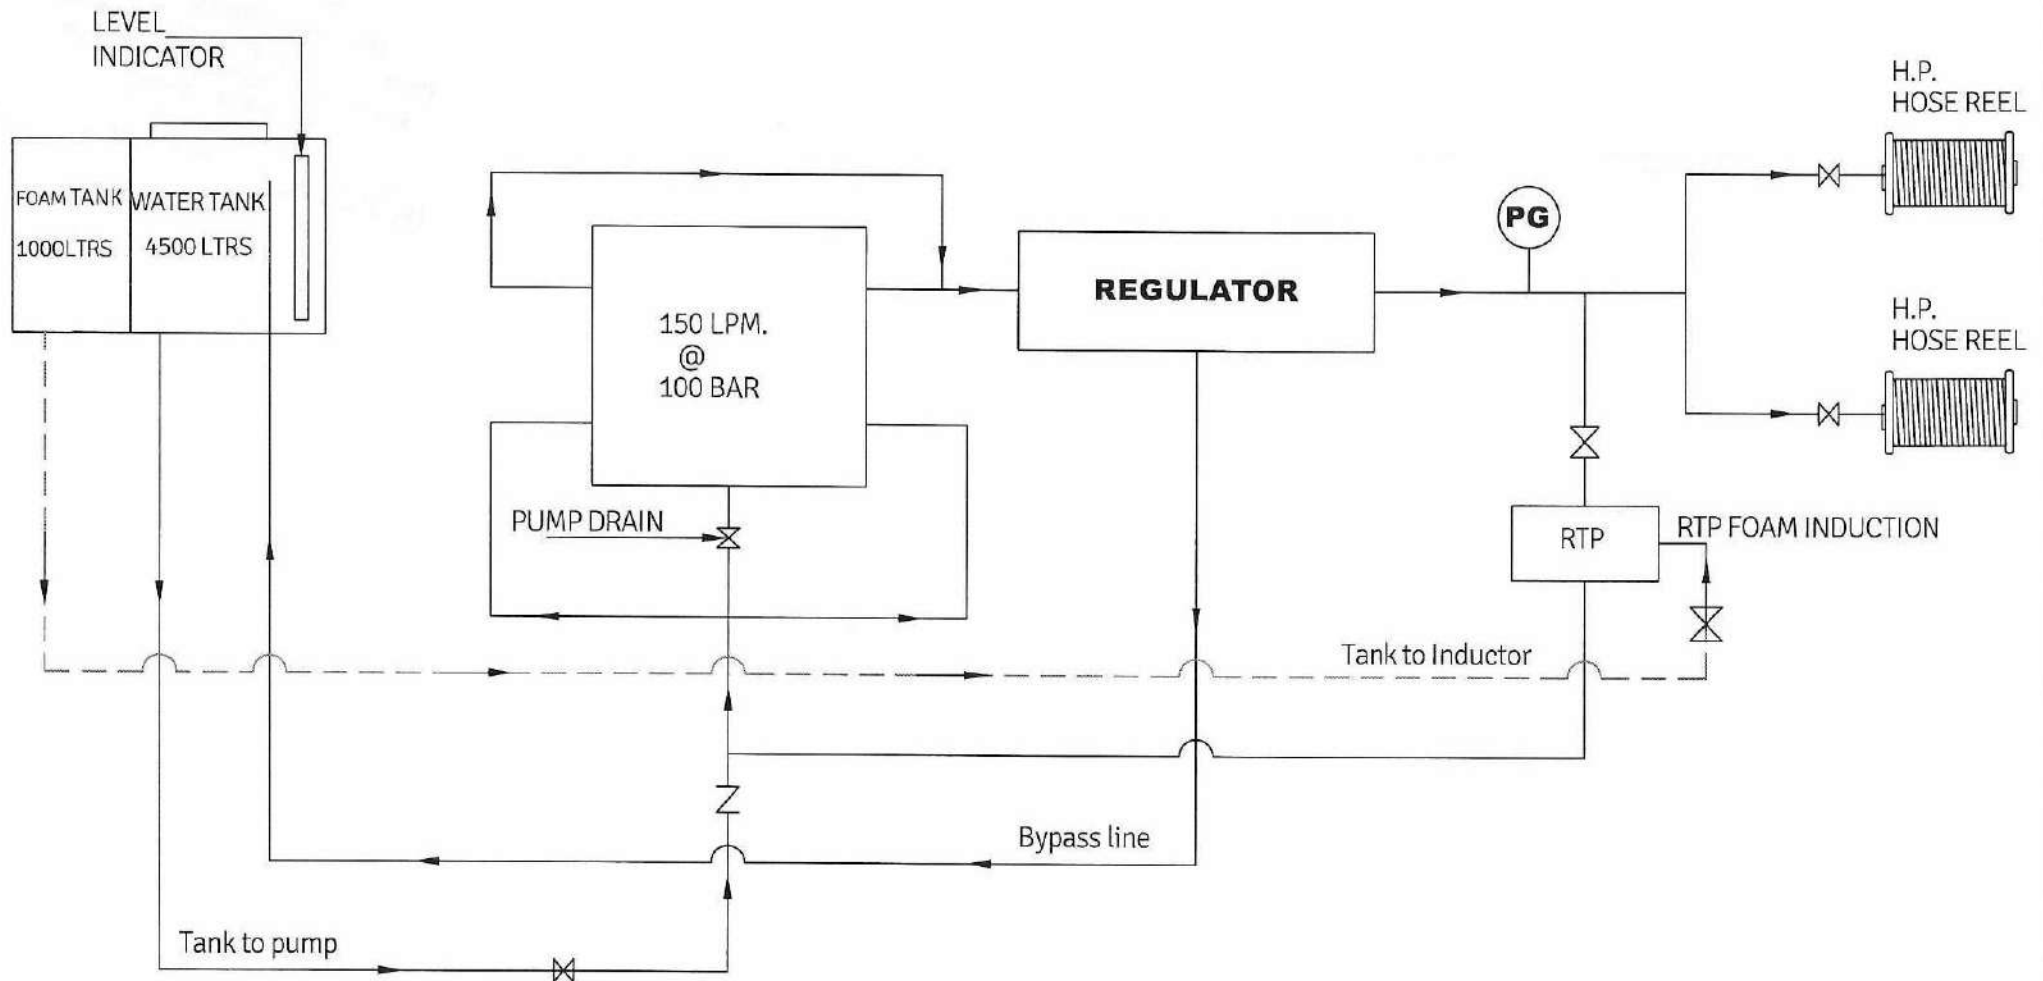 LEVEL
INDICATOR
FOAM TANK
1000LTRS
WATER TANK
4500 LTRS
150 LPM.
@
100 BAR
PUMP DRAIN
REGULATOR
PG
H.P.
HOSE REEL
H.P.
HOSE REEL
RTP
RTP FOAM INDUCTION
Tank to Inductor
Bypass line
Tank to pump